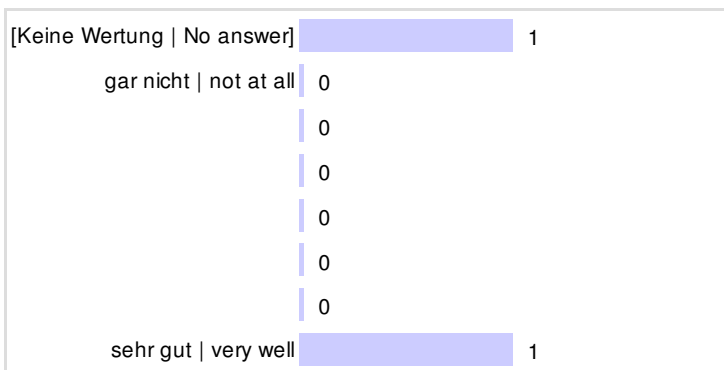 [Keine Wertung | No answer] 1
gar nicht | not at all 0
0
0
0
0
0
sehr gut | very well 1